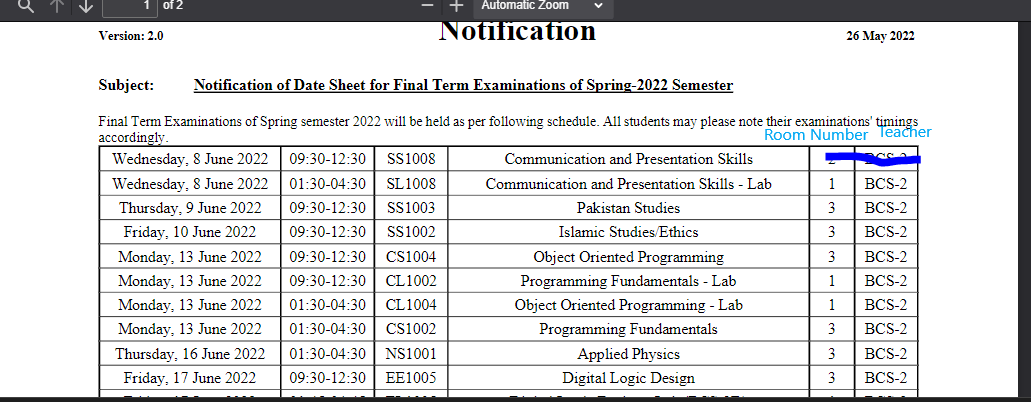 1 of 2
Automatic Zoom
Notification
Version: 2.0
26 May 2022
Subject: Notification of Date Sheet for Final Term Examinations of Spring-2022 Semester
Final Term Examinations of Spring semester 2022 will be held as per following schedule. All students may please note their examinations' timings
accordingly.
Room Number Teacher
Wednesday, 8 June 2022 09:30-12:30 SS1008 Communication and Presentation Skills
Wednesday, 8 June 2022 01:30-04:30 SL1008 Communication and Presentation Skills - Lab 1 BCS-2
Thursday, 9 June 2022 09:30-12:30 SS1003 Pakistan Studies 3 BCS-2
Friday, 10 June 2022 09:30-12:30 SS1002 Islamic Studies/Ethics 3 BCS-2
Monday, 13 June 2022 09:30-12:30 CS1004 Object Oriented Programming 3 BCS-2
Monday, 13 June 2022 09:30-12:30 CL1002 Programming Fundamentals - Lab 1 BCS-2
Monday, 13 June 2022 01:30-04:30 CL1004 Object Oriented Programming - Lab 1 BCS-2
Monday, 13 June 2022 01:30-04:30 CS1002 Programming Fundamentals 3 BCS-2
Thursday, 16 June 2022 01:30-04:30 NS1001 Applied Physics 3 BCS-2
Friday, 17 June 2022 09:30-12:30 EE1005 Digital Logic Design 3 BCS-2